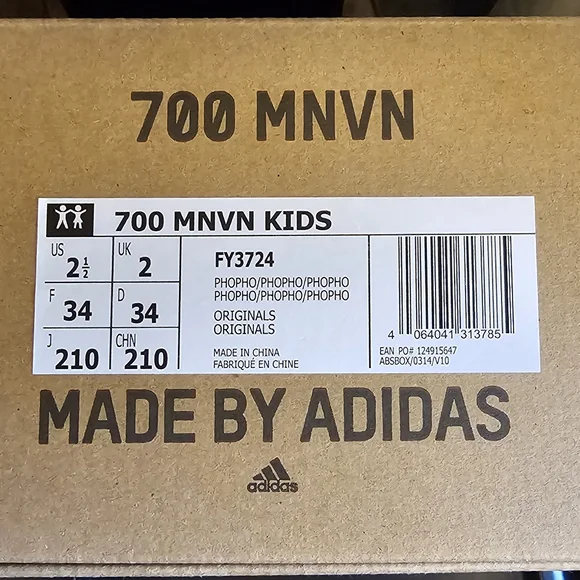 700 MNVN
700 MNVN KIDS
US 2 1/2
UK 2
F 34
D 34
J 210
CHN 210
FY3724
PHOPHO/PHOPHO/PHOPHO
PHOPHO/PHOPHO/PHOPHO
ORIGINALS
ORIGINALS
MADE IN CHINA
FABRIQUÉ EN CHINE
4 064041 313785
EAN PO# 124915647
ABSBOX/0314/V10
MADE BY ADIDAS
adidas